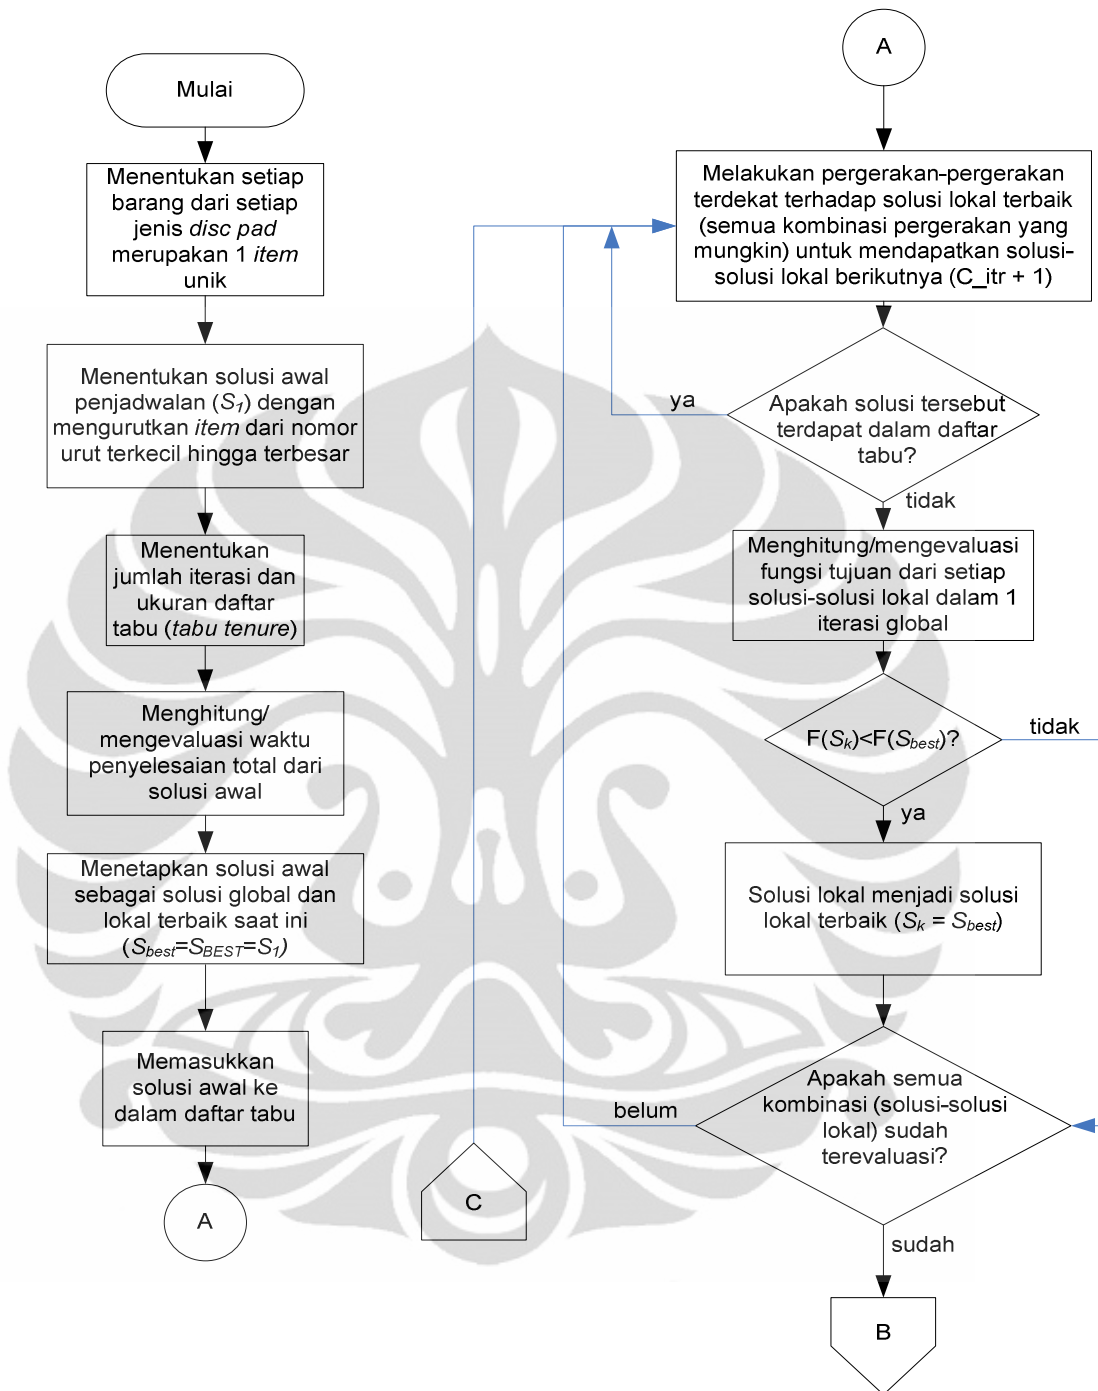 Mulai
Menentukan setiap
barang dari setiap
jenis disc pad
merupakan 1 item
unik
Menentukan solusi awal
penjadwalan (S1) dengan
mengurutkan item dari nomor
urut terkecil hingga terbesar
Menentukan
jumlah iterasi dan
ukuran daftar
tabu (tabu tenure)
Menghitung/
mengevaluasi waktu
penyelesaian total dari
solusi awal
Menetapkan solusi awal
sebagai solusi global dan
lokal terbaik saat ini
(Sbest=SBEST=S1)
Memasukkan
solusi awal ke
dalam daftar tabu
A
C
A
Melakukan pergerakan-pergerakan
terdekat terhadap solusi lokal terbaik
(semua kombinasi pergerakan yang
mungkin) untuk mendapatkan solusi-
solusi lokal berikutnya (C_itr + 1)
ya
Apakah solusi tersebut
terdapat dalam daftar
tabu?
tidak
Menghitung/mengevaluasi
fungsi tujuan dari setiap
solusi-solusi lokal dalam 1
iterasi global
F(Sk)<F(Sbest)?
tidak
ya
Solusi lokal menjadi solusi
lokal terbaik (Sk = Sbest)
belum
Apakah semua
kombinasi (solusi-solusi
lokal) sudah
terevaluasi?
sudah
B